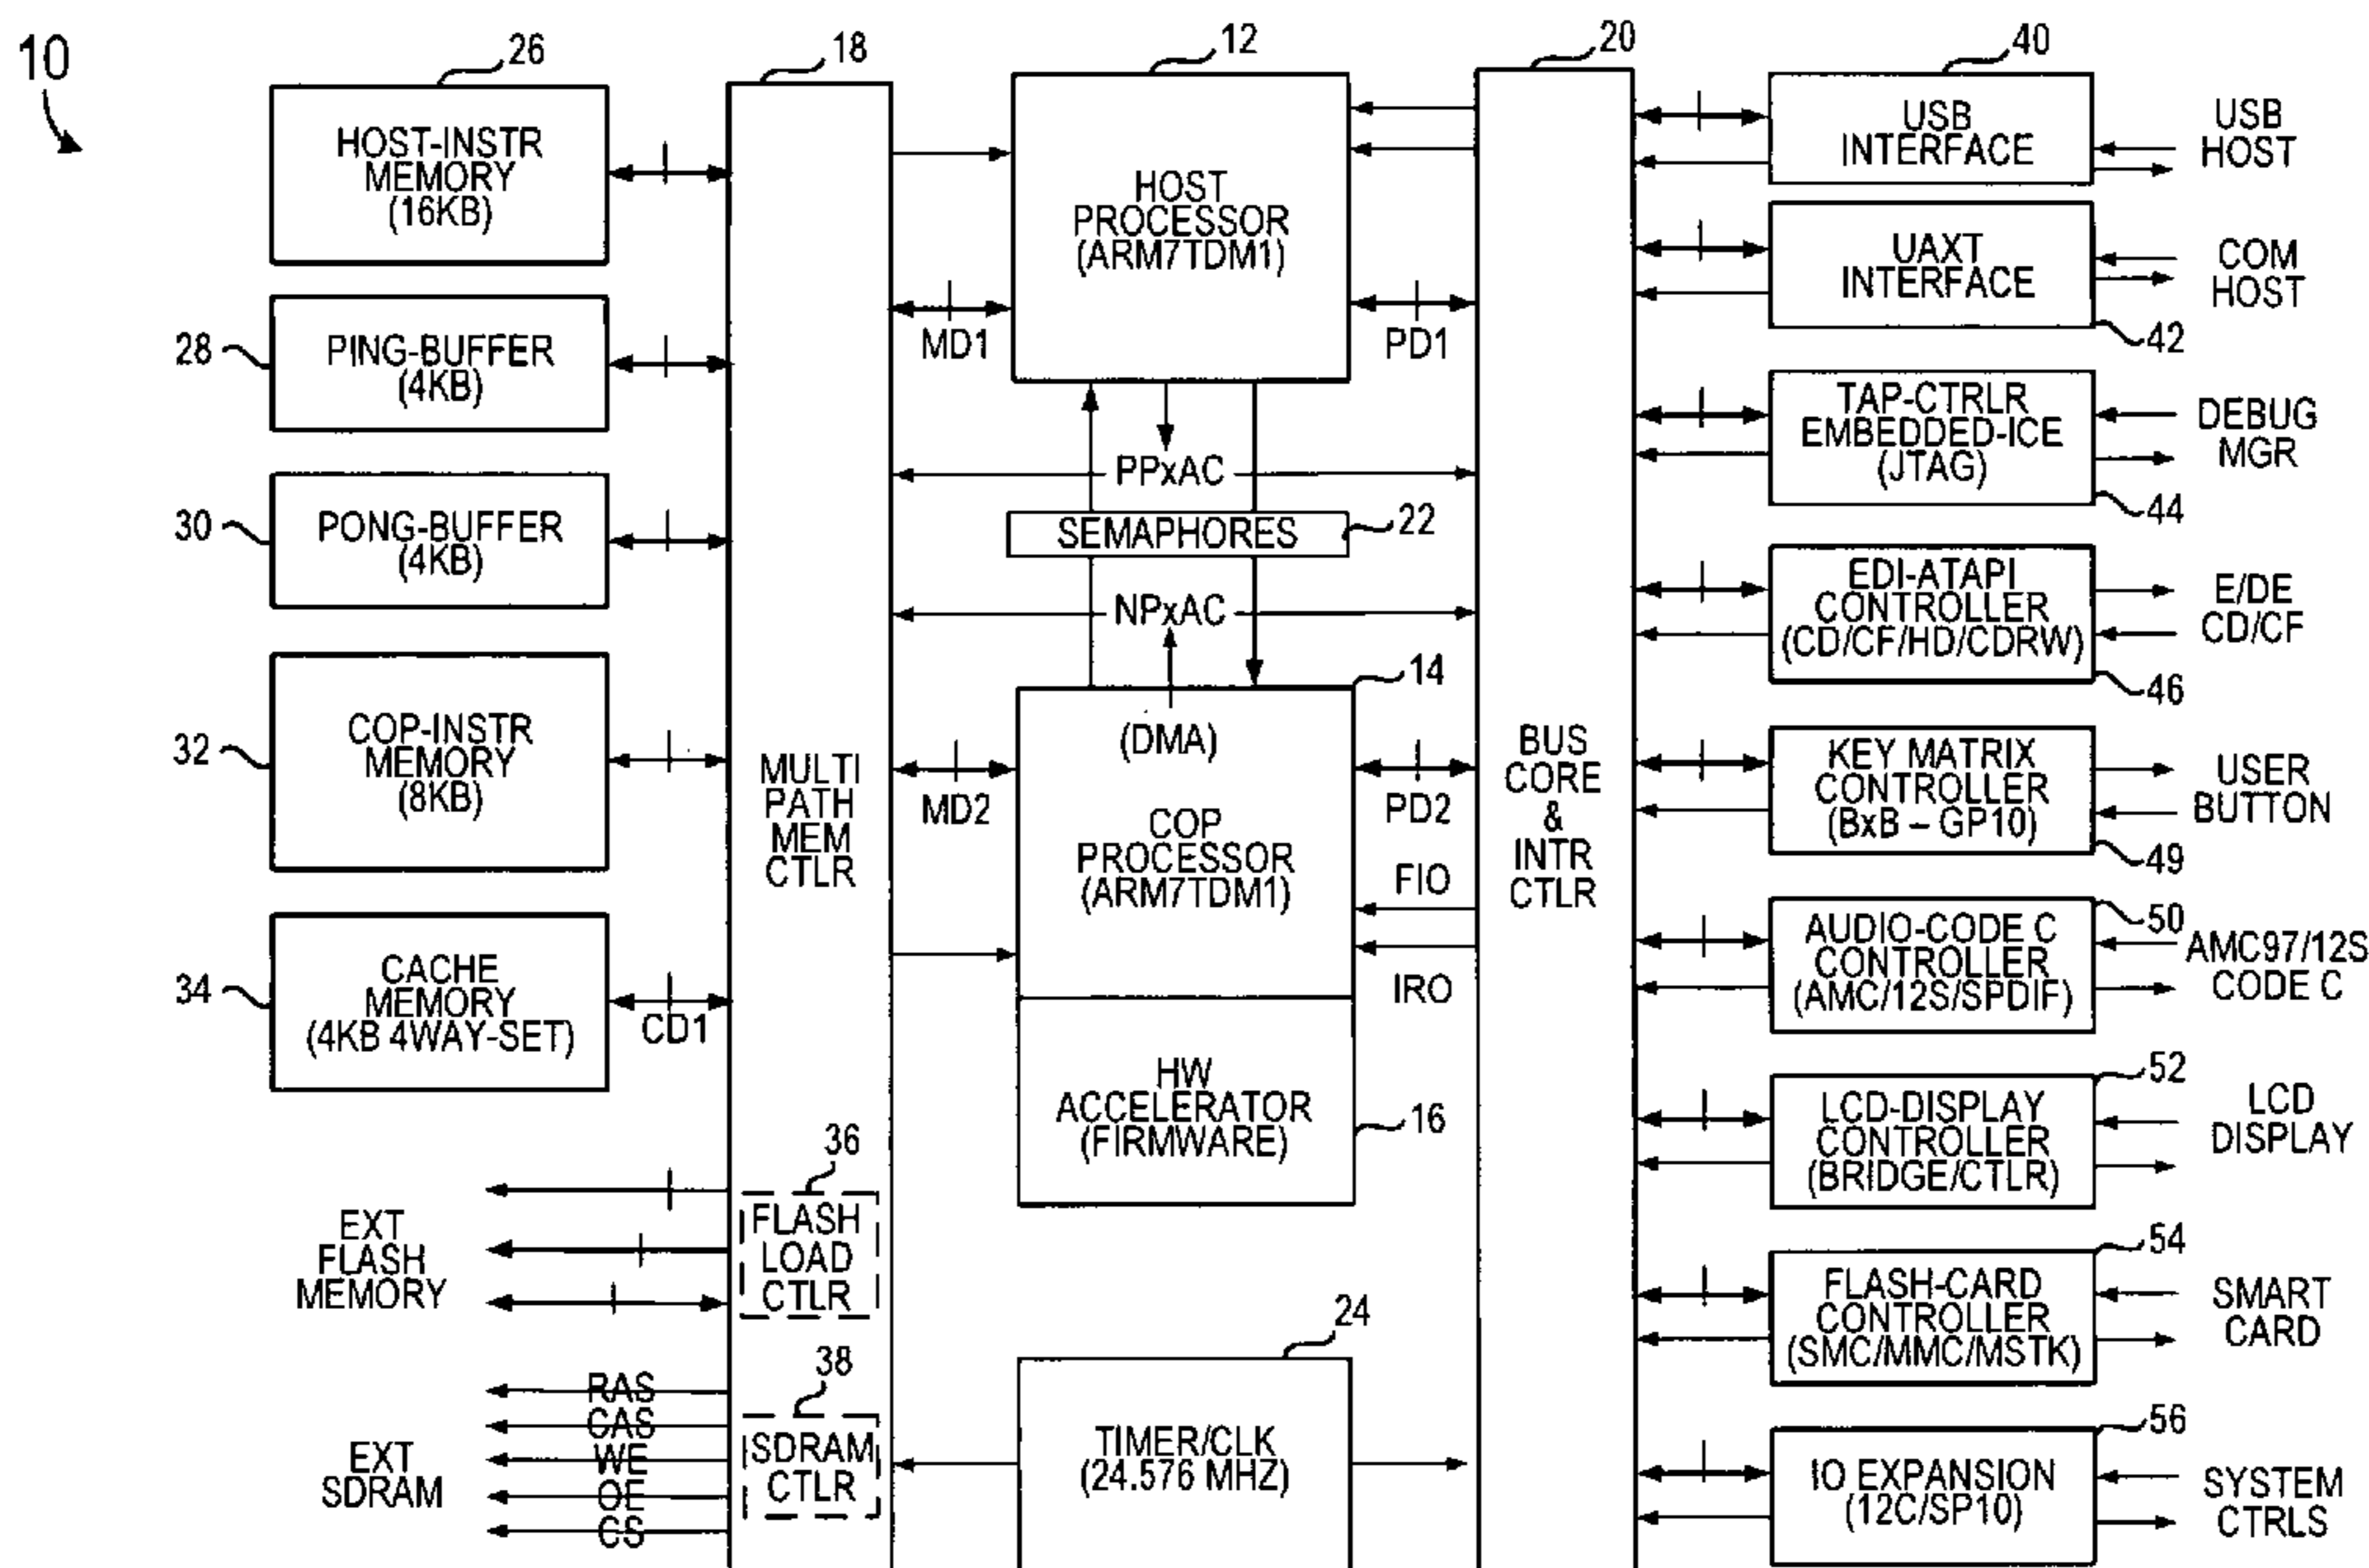 10
26
HOST-INSTR
MEMORY
(16KB)
28
PING-BUFFER
(4KB)
30
PONG-BUFFER
(4KB)
32
COP-INSTR
MEMORY
(8KB)
34
CACHE
MEMORY
(4KB 4WAY-SET)
CD1
EXT
FLASH
MEMORY
EXT
SDRAM
RAS
CAS
WE
OE
CS
18
MULTI
PATH
MEM
CTLR
36
FLASH
LOAD
CTLR
38
SDRAM
CTLR
12
HOST
PROCESSOR
(ARM7TDM1)
MD1
PD1
PPxAC
SEMAPHORES
22
NPxAC
14
(DMA)
COP
PROCESSOR
(ARM7TDM1)
MD2
PD2
FIO
IRO
HW
ACCELERATOR
(FIRMWARE)
16
24
TIMER/CLK
(24.576 MHZ)
20
BUS
CORE
&
INTR
CTLR
40
USB
INTERFACE
USB
HOST
UAXT
INTERFACE
42
COM
HOST
TAP-CTRLR
EMBEDDED-ICE
(JTAG)
44
DEBUG
MGR
EDI-ATAPI
CONTROLLER
(CD/CF/HD/CDRW)
46
E/DE
CD/CF
KEY MATRIX
CONTROLLER
(BxB – GP10)
49
USER
BUTTON
50
AUDIO-CODE C
CONTROLLER
(AMC/12S/SPDIF)
AMC97/12S
CODE C
52
LCD-DISPLAY
CONTROLLER
(BRIDGE/CTLR)
LCD
DISPLAY
54
FLASH-CARD
CONTROLLER
(SMC/MMC/MSTK)
SMART
CARD
56
IO EXPANSION
(12C/SP10)
SYSTEM
CTRLS